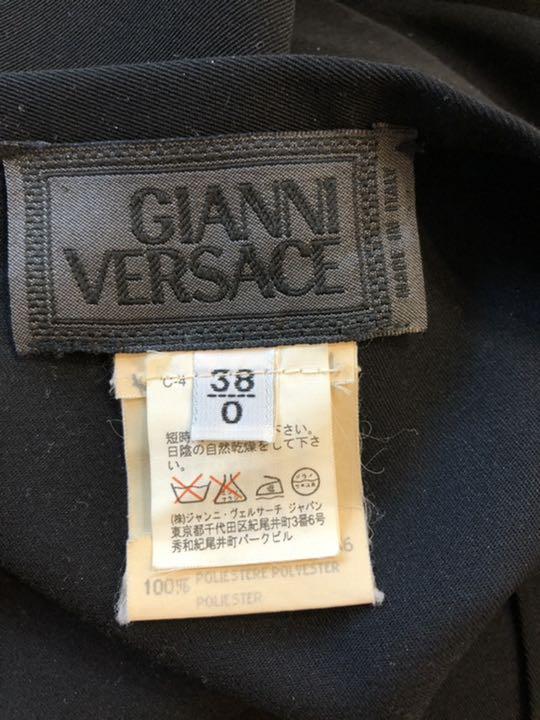 GIANNI
VERSACE
MADE IN ITALY
C-4
38
0
短時 下さい。
日陰の自然乾燥をして下さ
い。
(株)ジャンニ・ヴェルサーチ ジャパン
東京都千代田区紀尾井町3番6号
秀和紀尾井町パークビル
100% POLIESTERE POLYESTER
POLIESTER